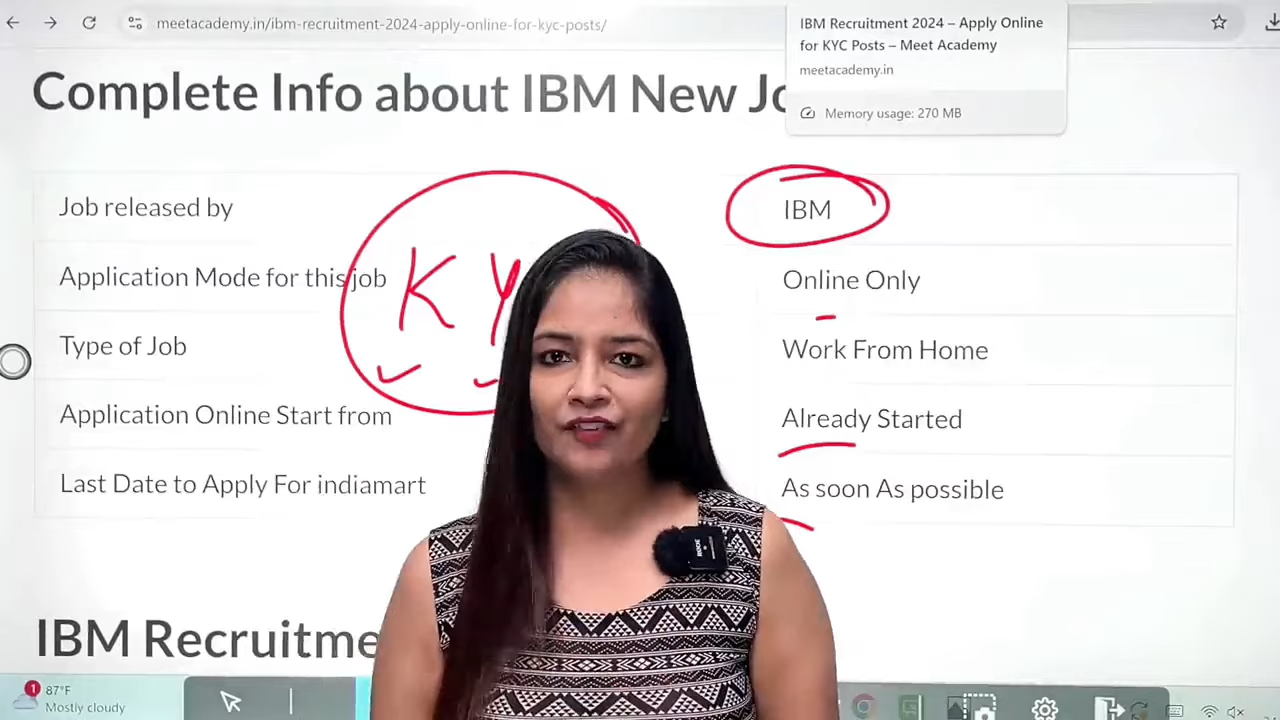 meetacademy.in/ibm-recruitment-2024-apply-online-for-kyc-posts/
IBM Recruitment 2024 – Apply Online
for KYC Posts – Meet Academy
meetacademy.in
Memory usage: 270 MB
Complete Info about IBM New Jo
Job released by IBM
Application Mode for this job Online Only
K Y
Type of Job Work From Home
Application Online Start from Already Started
Last Date to Apply For indiamart As soon As possible
IBM Recruitme
1
87°F
Mostly cloudy
RODE